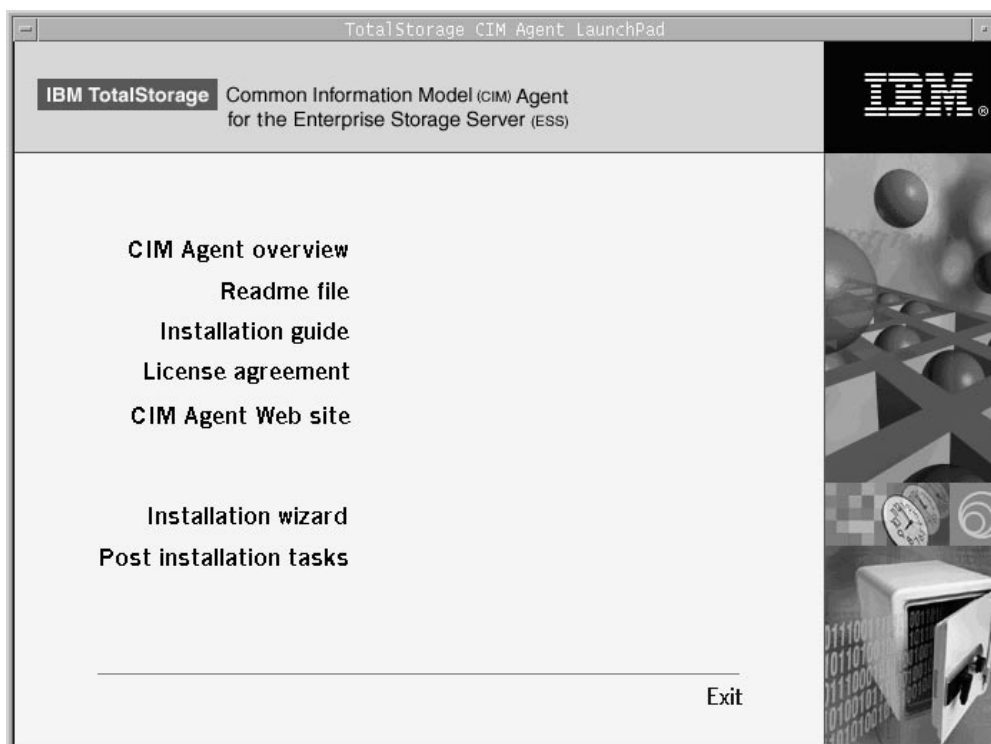 TotalStorage CIM Agent LaunchPad
IBM TotalStorage Common Information Model (CIM) Agent
for the Enterprise Storage Server (ESS)
IBM®
CIM Agent overview
Readme file
Installation guide
License agreement
CIM Agent Web site
Installation wizard
Post installation tasks
Exit